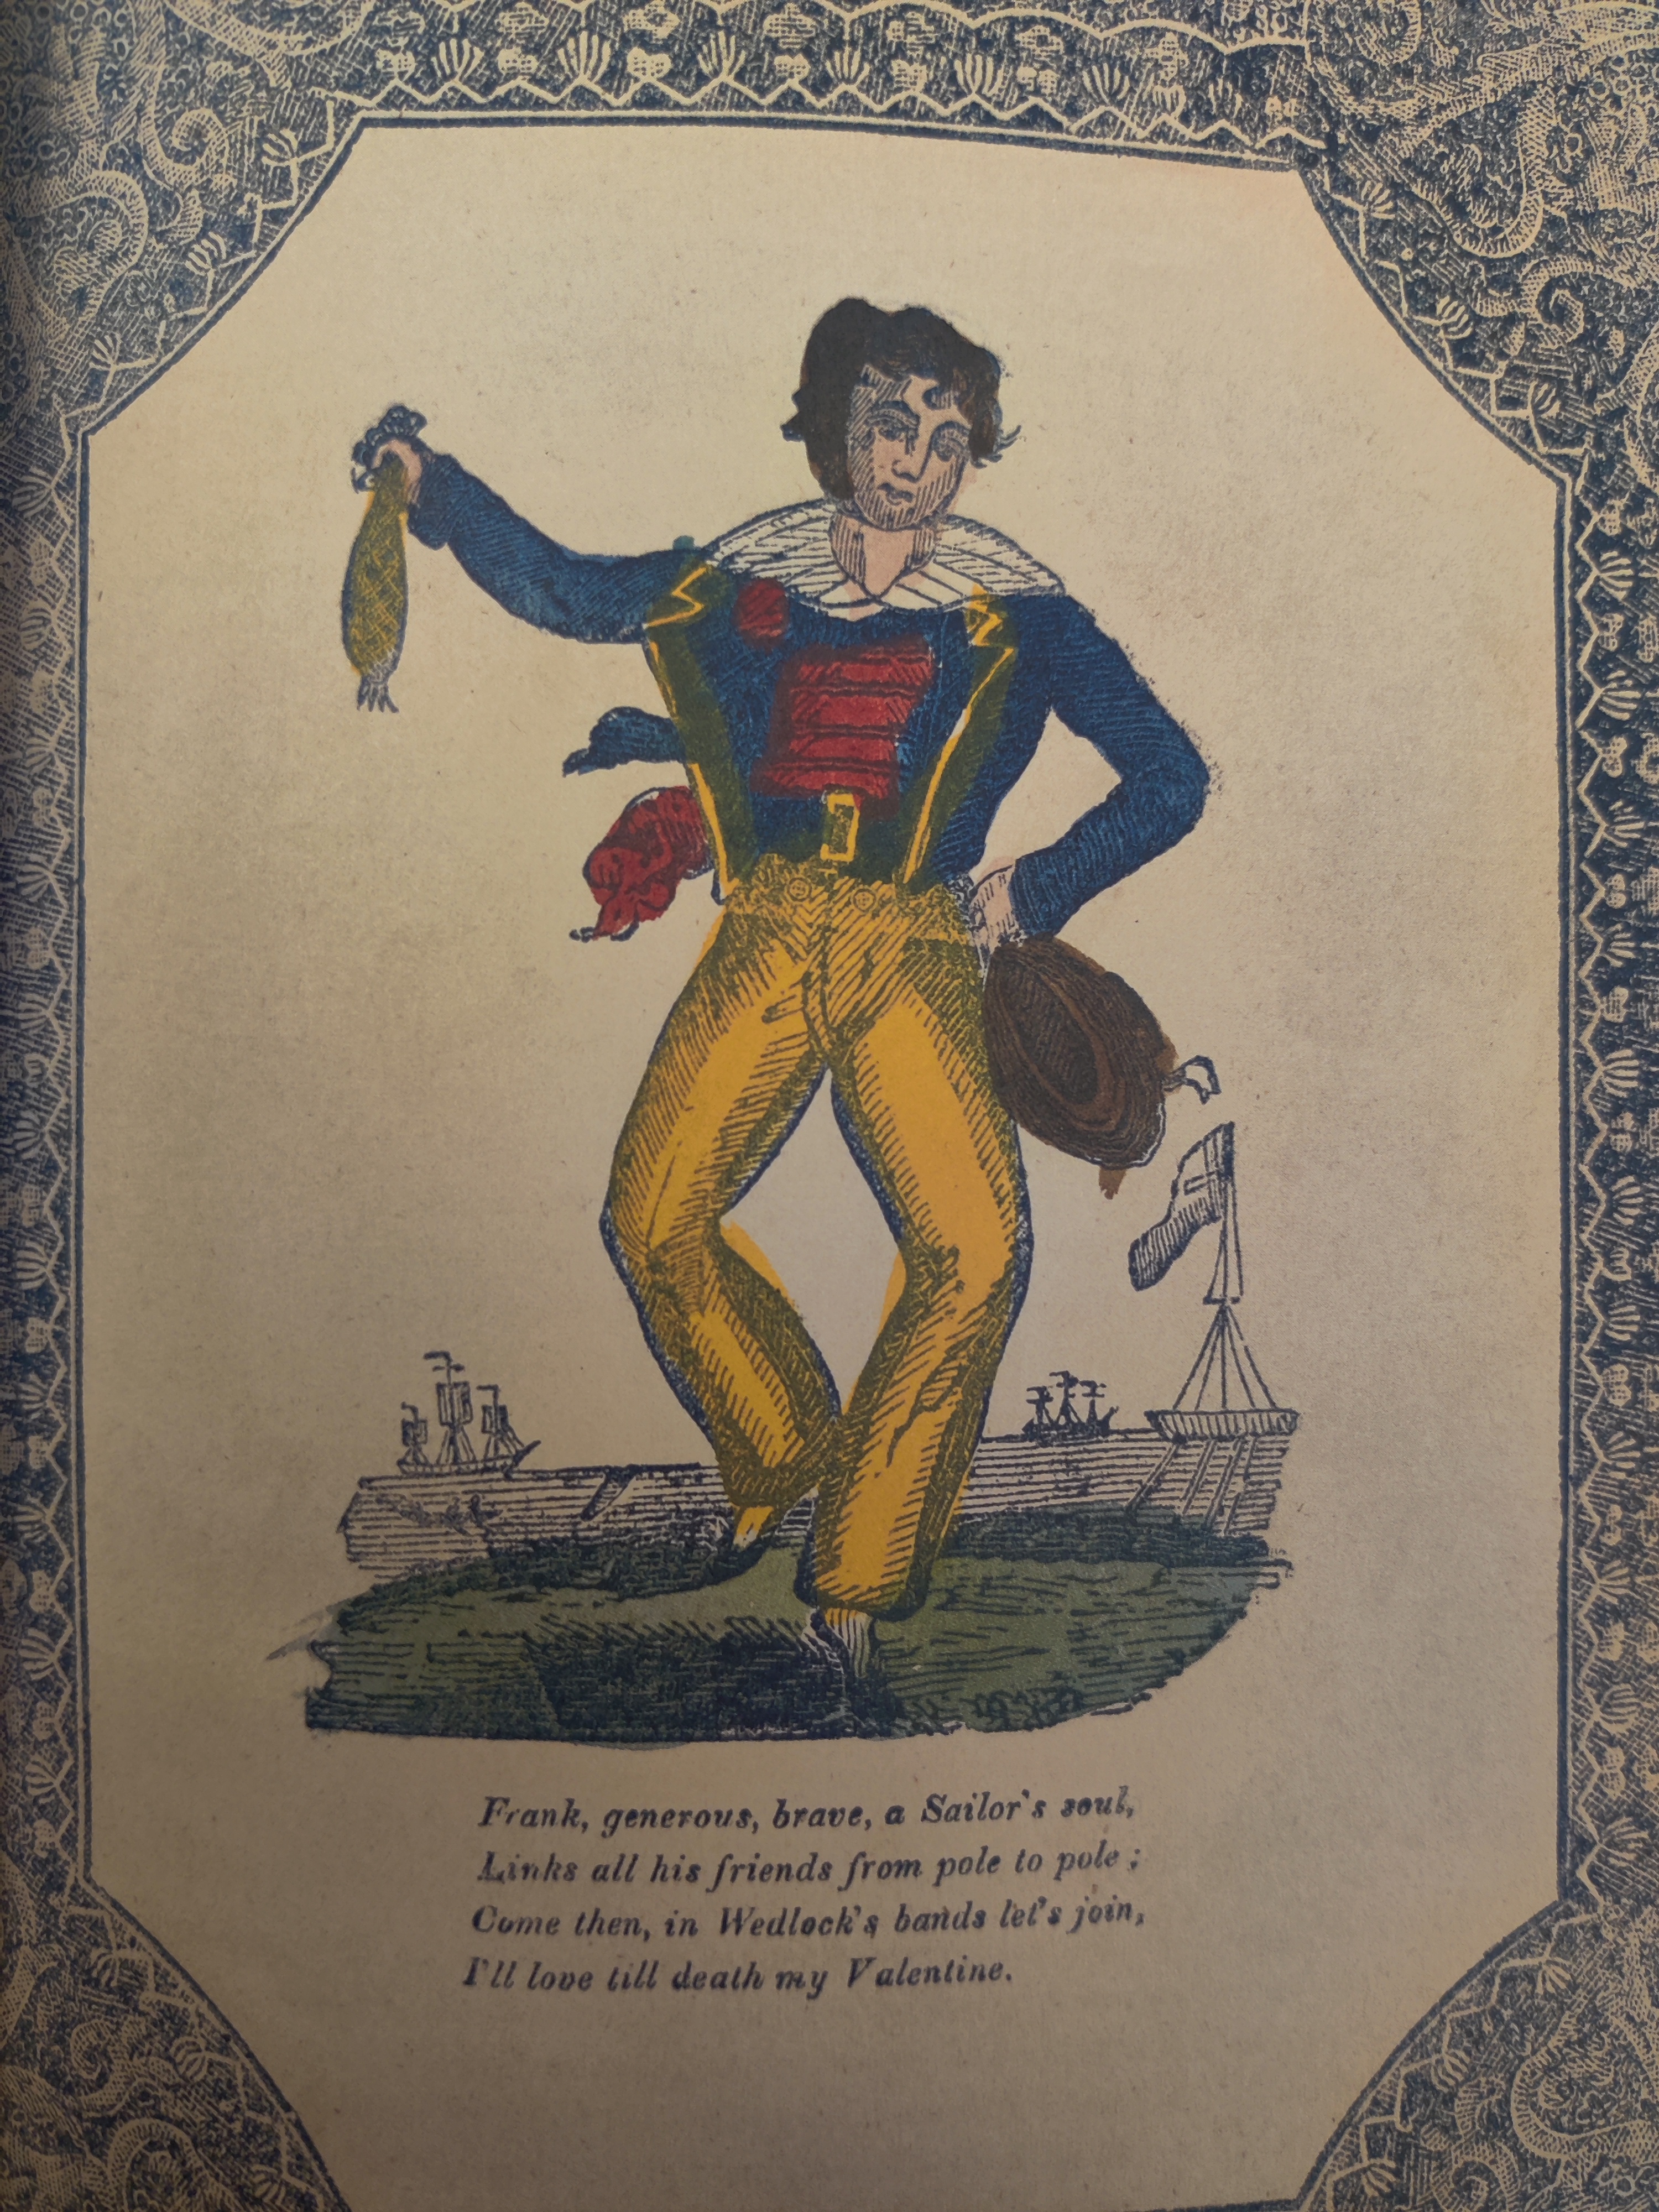 Frank, generous, brave, a Sailor's soul,
Links all his friends from pole to pole ;
Come then, in Wedlock's bands let's join,
I'll love till death my Valentine.